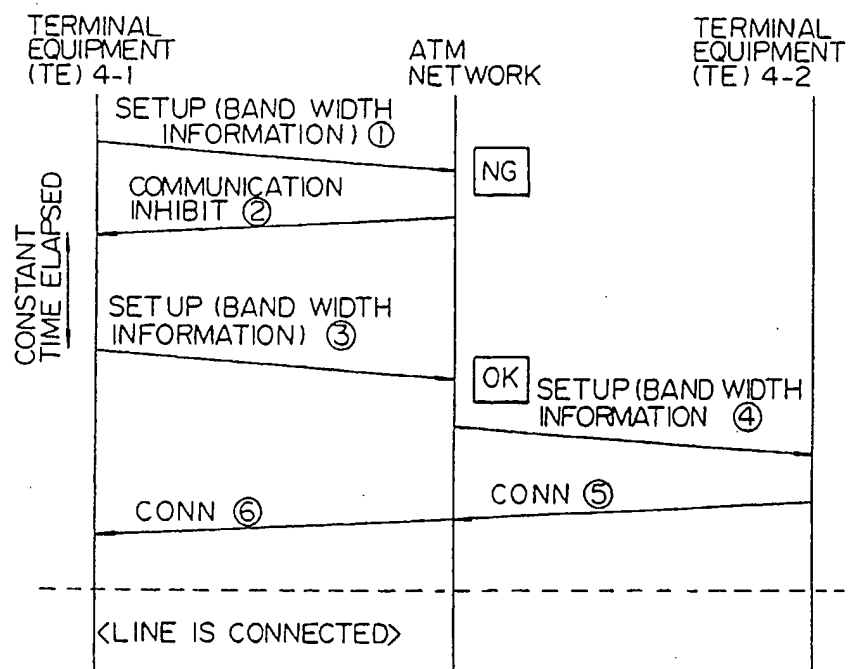 TERMINAL
EQUIPMENT
(TE) 4-1
ATM
NETWORK
TERMINAL
EQUIPMENT
(TE) 4-2
SETUP (BAND WIDTH
INFORMATION) ①
NG
COMMUNICATION
INHIBIT ②
CONSTANT
TIME ELAPSED
SETUP (BAND WIDTH
INFORMATION) ③
OK
SETUP (BAND WIDTH
INFORMATION ④
CONN ⑤
CONN ⑥
<LINE IS CONNECTED>